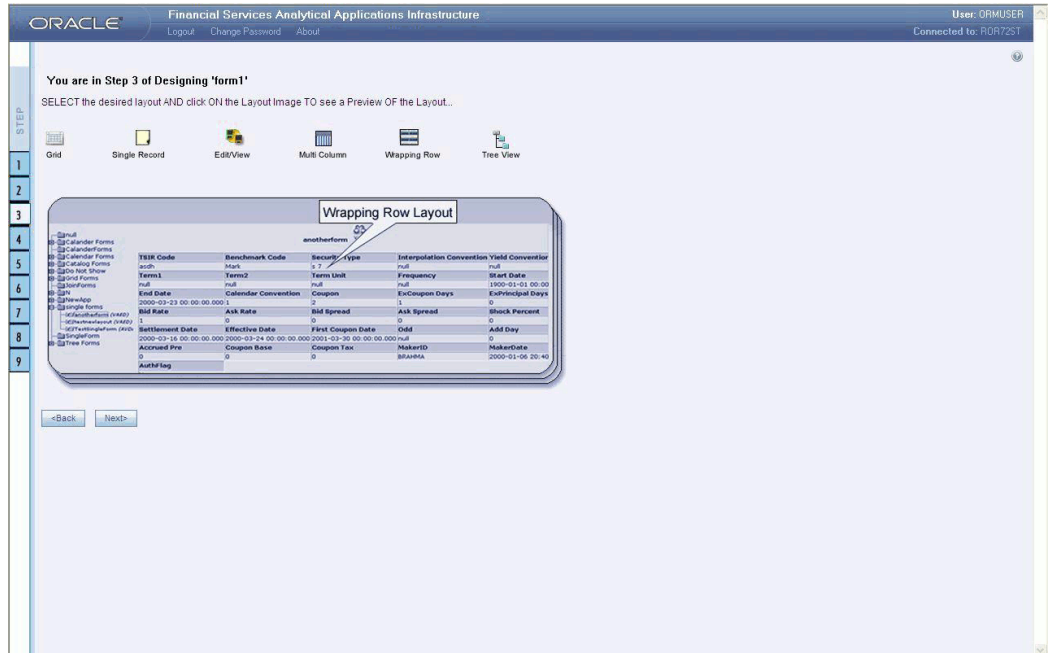 ORACLE
Financial Services Analytical Applications Infrastructure
User: ORMUSER
Logout Change Password About
Connected to: ROR72ST
STEP
1
2
3
4
5
6
7
8
9
You are in Step 3 of Designing 'form1'
SELECT the desired layout AND click ON the Layout Image TO see a Preview OF the Layout...
Grid Single Record Edit/View Multi Column Wrapping Row Tree View
Wrapping Row Layout
anotherform
null
Calander Forms
CalanderForms
Calendar Forms
Catalog Forms
Do Not Show
Grid Forms
JoinForms
N
NewApp
single forms
anotherform (VAED)
SingleForm
Tree Forms
TSIR Code Benchmark Code Security Type Interpolation Convention Yield Convention
asdh Mark s 7 null null
Term1 Term2 Term Unit Frequency Start Date
null null null null 1900-01-01 00:00
End Date Calendar Convention Coupon ExCoupon Days ExPrincipal Days
2000-03-23 00:00:00.000 1 2 1 0
Bid Rate Ask Rate Bid Spread Ask Spread Shock Percent
1 0 0 0 0
Settlement Date Effective Date First Coupon Date Odd Add Day
2000-03-16 00:00:00.000 2000-03-24 00:00:00.000 2001-03-30 00:00:00.000 null 0
Accrued Pre Coupon Base Coupon Tax MakerID MakerDate
0 0 0 BRAHMA 2000-01-06 20:40
AuthFlag
<Back Next>